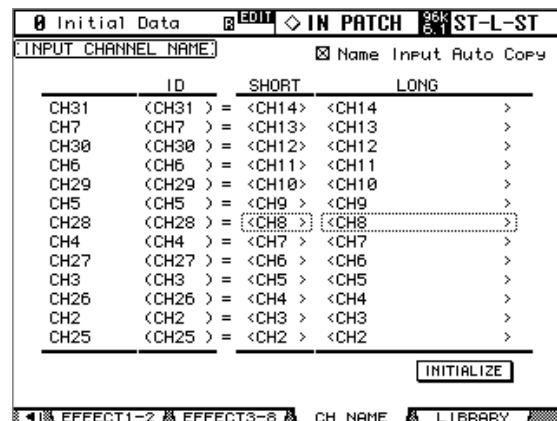 0 Initial Data R EDIT ◇ IN PATCH 96k 6.1 ST-L-ST
INPUT CHANNEL NAME
☒ Name Input Auto Copy
ID SHORT LONG
CH31 (CH31 ) = <CH14> <CH14 >
CH7 (CH7 ) = <CH13> <CH13 >
CH30 (CH30 ) = <CH12> <CH12 >
CH6 (CH6 ) = <CH11> <CH11 >
CH29 (CH29 ) = <CH10> <CH10 >
CH5 (CH5 ) = <CH9 > <CH9 >
CH28 (CH28 ) = <CH8 > <CH8 >
CH4 (CH4 ) = <CH7 > <CH7 >
CH27 (CH27 ) = <CH6 > <CH6 >
CH3 (CH3 ) = <CH5 > <CH5 >
CH26 (CH26 ) = <CH4 > <CH4 >
CH2 (CH2 ) = <CH3 > <CH3 >
CH25 (CH25 ) = <CH2 > <CH2 >
INITIALIZE
EFFECT1-2 EFFECT3-8 CH NAME LIBRARY